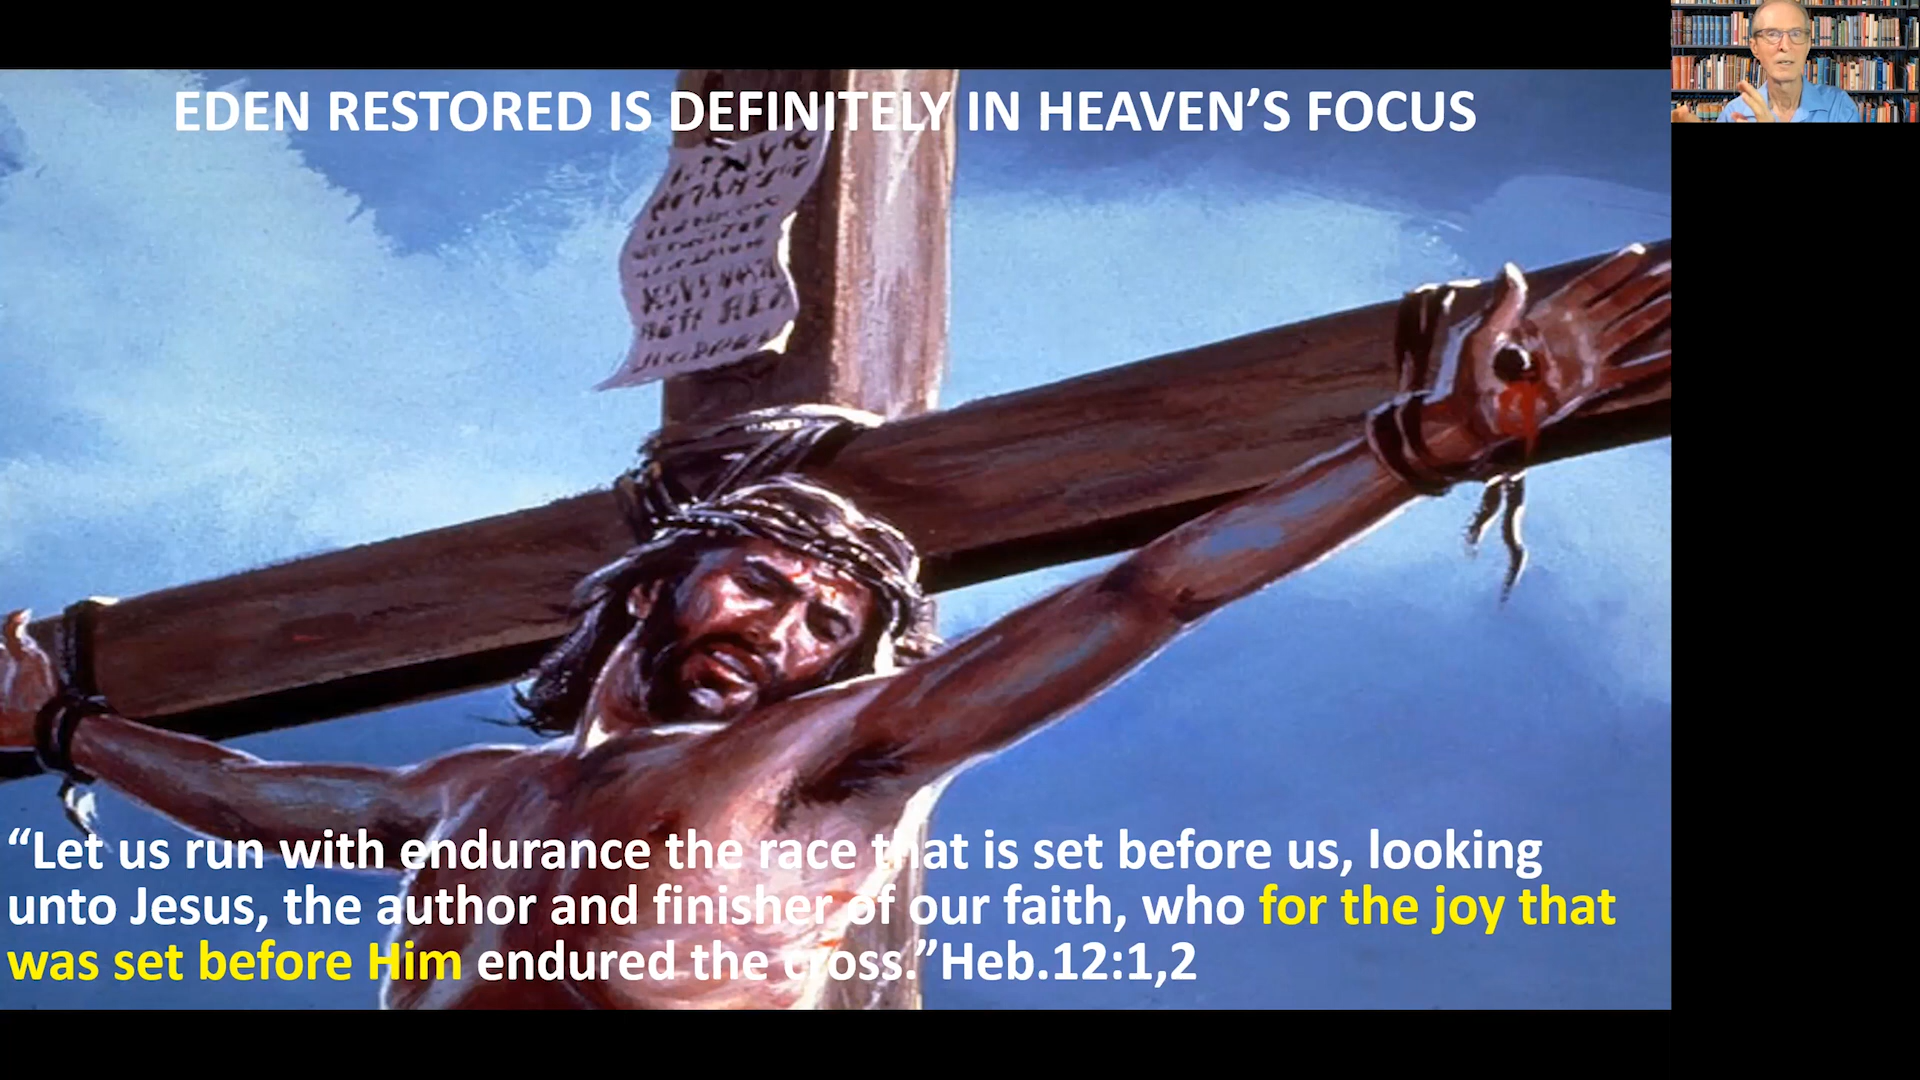 EDEN RESTORED IS DEFINITELY IN HEAVEN’S FOCUS
“Let us run with endurance the race that is set before us, looking
unto Jesus, the author and finisher of our faith, who for the joy that
was set before Him endured the cross.”Heb.12:1,2